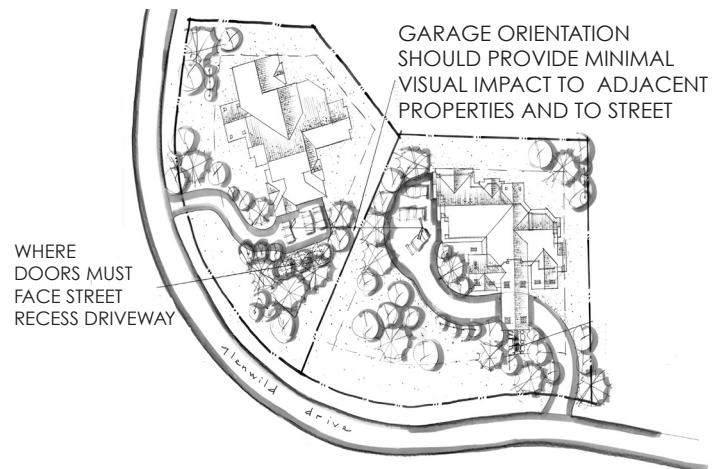 GARAGE ORIENTATION
SHOULD PROVIDE MINIMAL
VISUAL IMPACT TO ADJACENT
PROPERTIES AND TO STREET
WHERE
DOORS MUST
FACE STREET
RECESS DRIVEWAY
glenwild drive